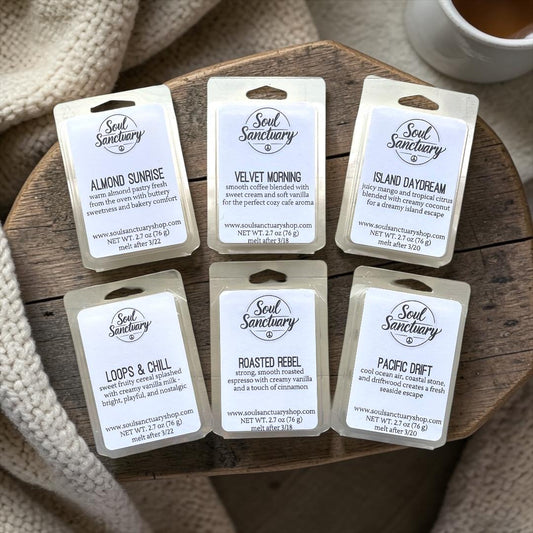 Soul
Sanctuary
ALMOND SUNRISE
warm almond pastry fresh
from the oven with buttery
sweetness and bakery comfort
www.soulsanctuaryshop.com
NET WT. 2.7 oz (76 g)
melt after 3/22
Soul
Sanctuary
VELVET MORNING
smooth coffee blended with
sweet cream and soft vanilla
for the perfect cozy cafe aroma
www.soulsanctuaryshop.com
NET WT. 2.7 oz (76 g)
melt after 3/18
Soul
Sanctuary
ISLAND DAYDREAM
juicy mango and tropical citrus
blended with creamy coconut
for a dreamy island escape
www.soulsanctuaryshop.com
NET WT. 2.7 oz (76 g)
melt after 3/20
Soul
Sanctuary
LOOPS & CHILL
sweet fruity cereal splashed
with creamy vanilla milk -
bright, playful, and nostalgic
www.soulsanctuaryshop.com
NET WT. 2.7 oz (76 g)
melt after 3/22
Soul
Sanctuary
ROASTED REBEL
strong, smooth roasted
espresso with creamy vanilla
and a touch of cinnamon
www.soulsanctuaryshop.com
NET WT. 2.7 oz (76 g)
melt after 3/18
Soul
Sanctuary
PACIFIC DRIFT
cool ocean air, coastal stone,
and driftwood creates a fresh
seaside escape
www.soulsanctuaryshop.com
NET WT. 2.7 oz (76 g)
melt after 3/20